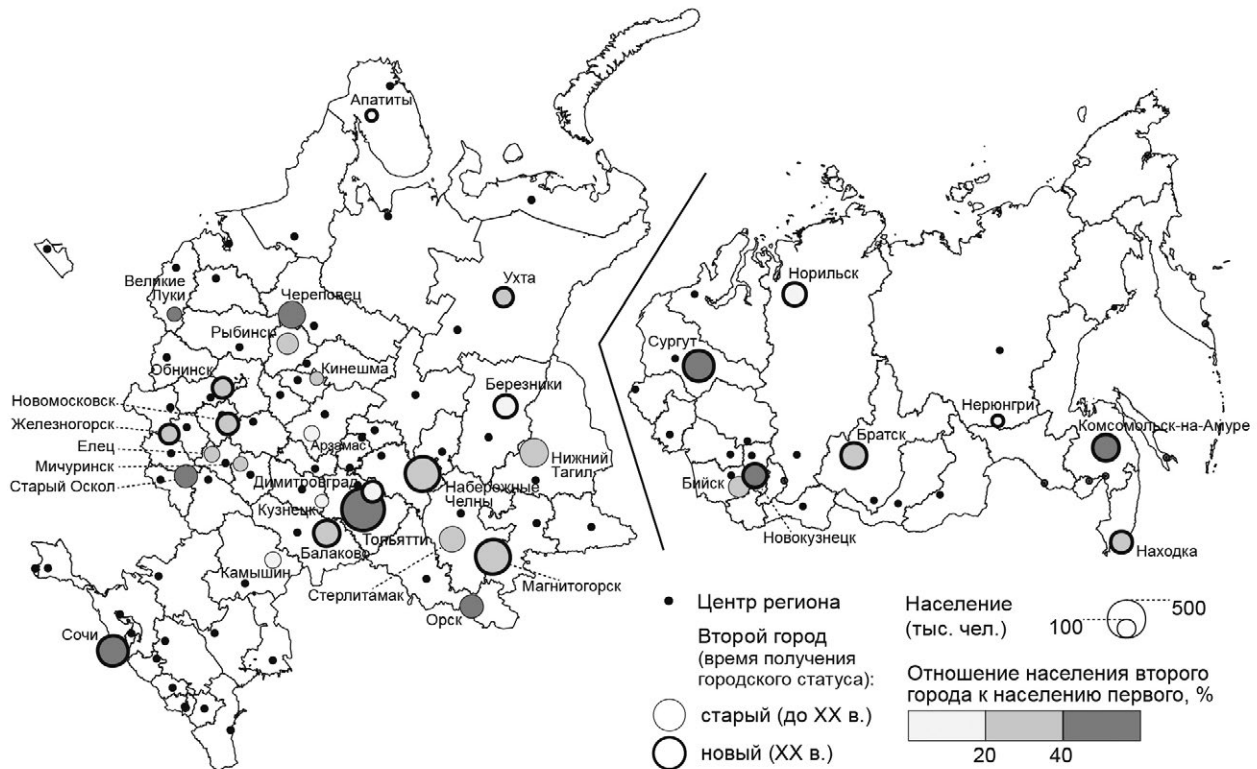 Апатиты
Великие
Луки
Череповец
Рыбинск
Обнинск
Кинешма
Ухта
Березники
Новомосковск
Железногорск
Елец
Мичуринск
Старый Оскол
Арзамас
Димитровград
Кузнецк
Тольятти
Набережные
Челны
Нижний
Тагил
Балаково
Камышин
Стерлитамак
Магнитогорск
Орск
Сочи
Норильск
Сургут
Нерюнгри
Комсомольск-на-Амуре
Братск
Бийск
Новокузнецк
Находка
Центр региона
Второй город
(время получения
городского статуса):
старый (до XX в.)
новый (XX в.)
Население
(тыс. чел.)
100
500
Отношение населения второго
города к населению первого, %
20 40